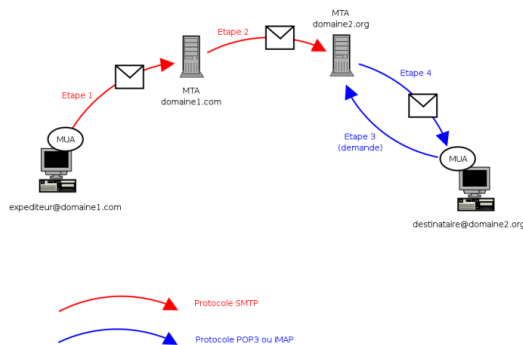 MTA
domaine2.org
Etape 2
Etape 4
Etape 1
MTA
domaine1.com
MUA
Etape 3
(demande)
MUA
expediteur@domaine1.com
destinataire@domaine2.org
Protocole SMTP
Protocole POP3 ou IMAP